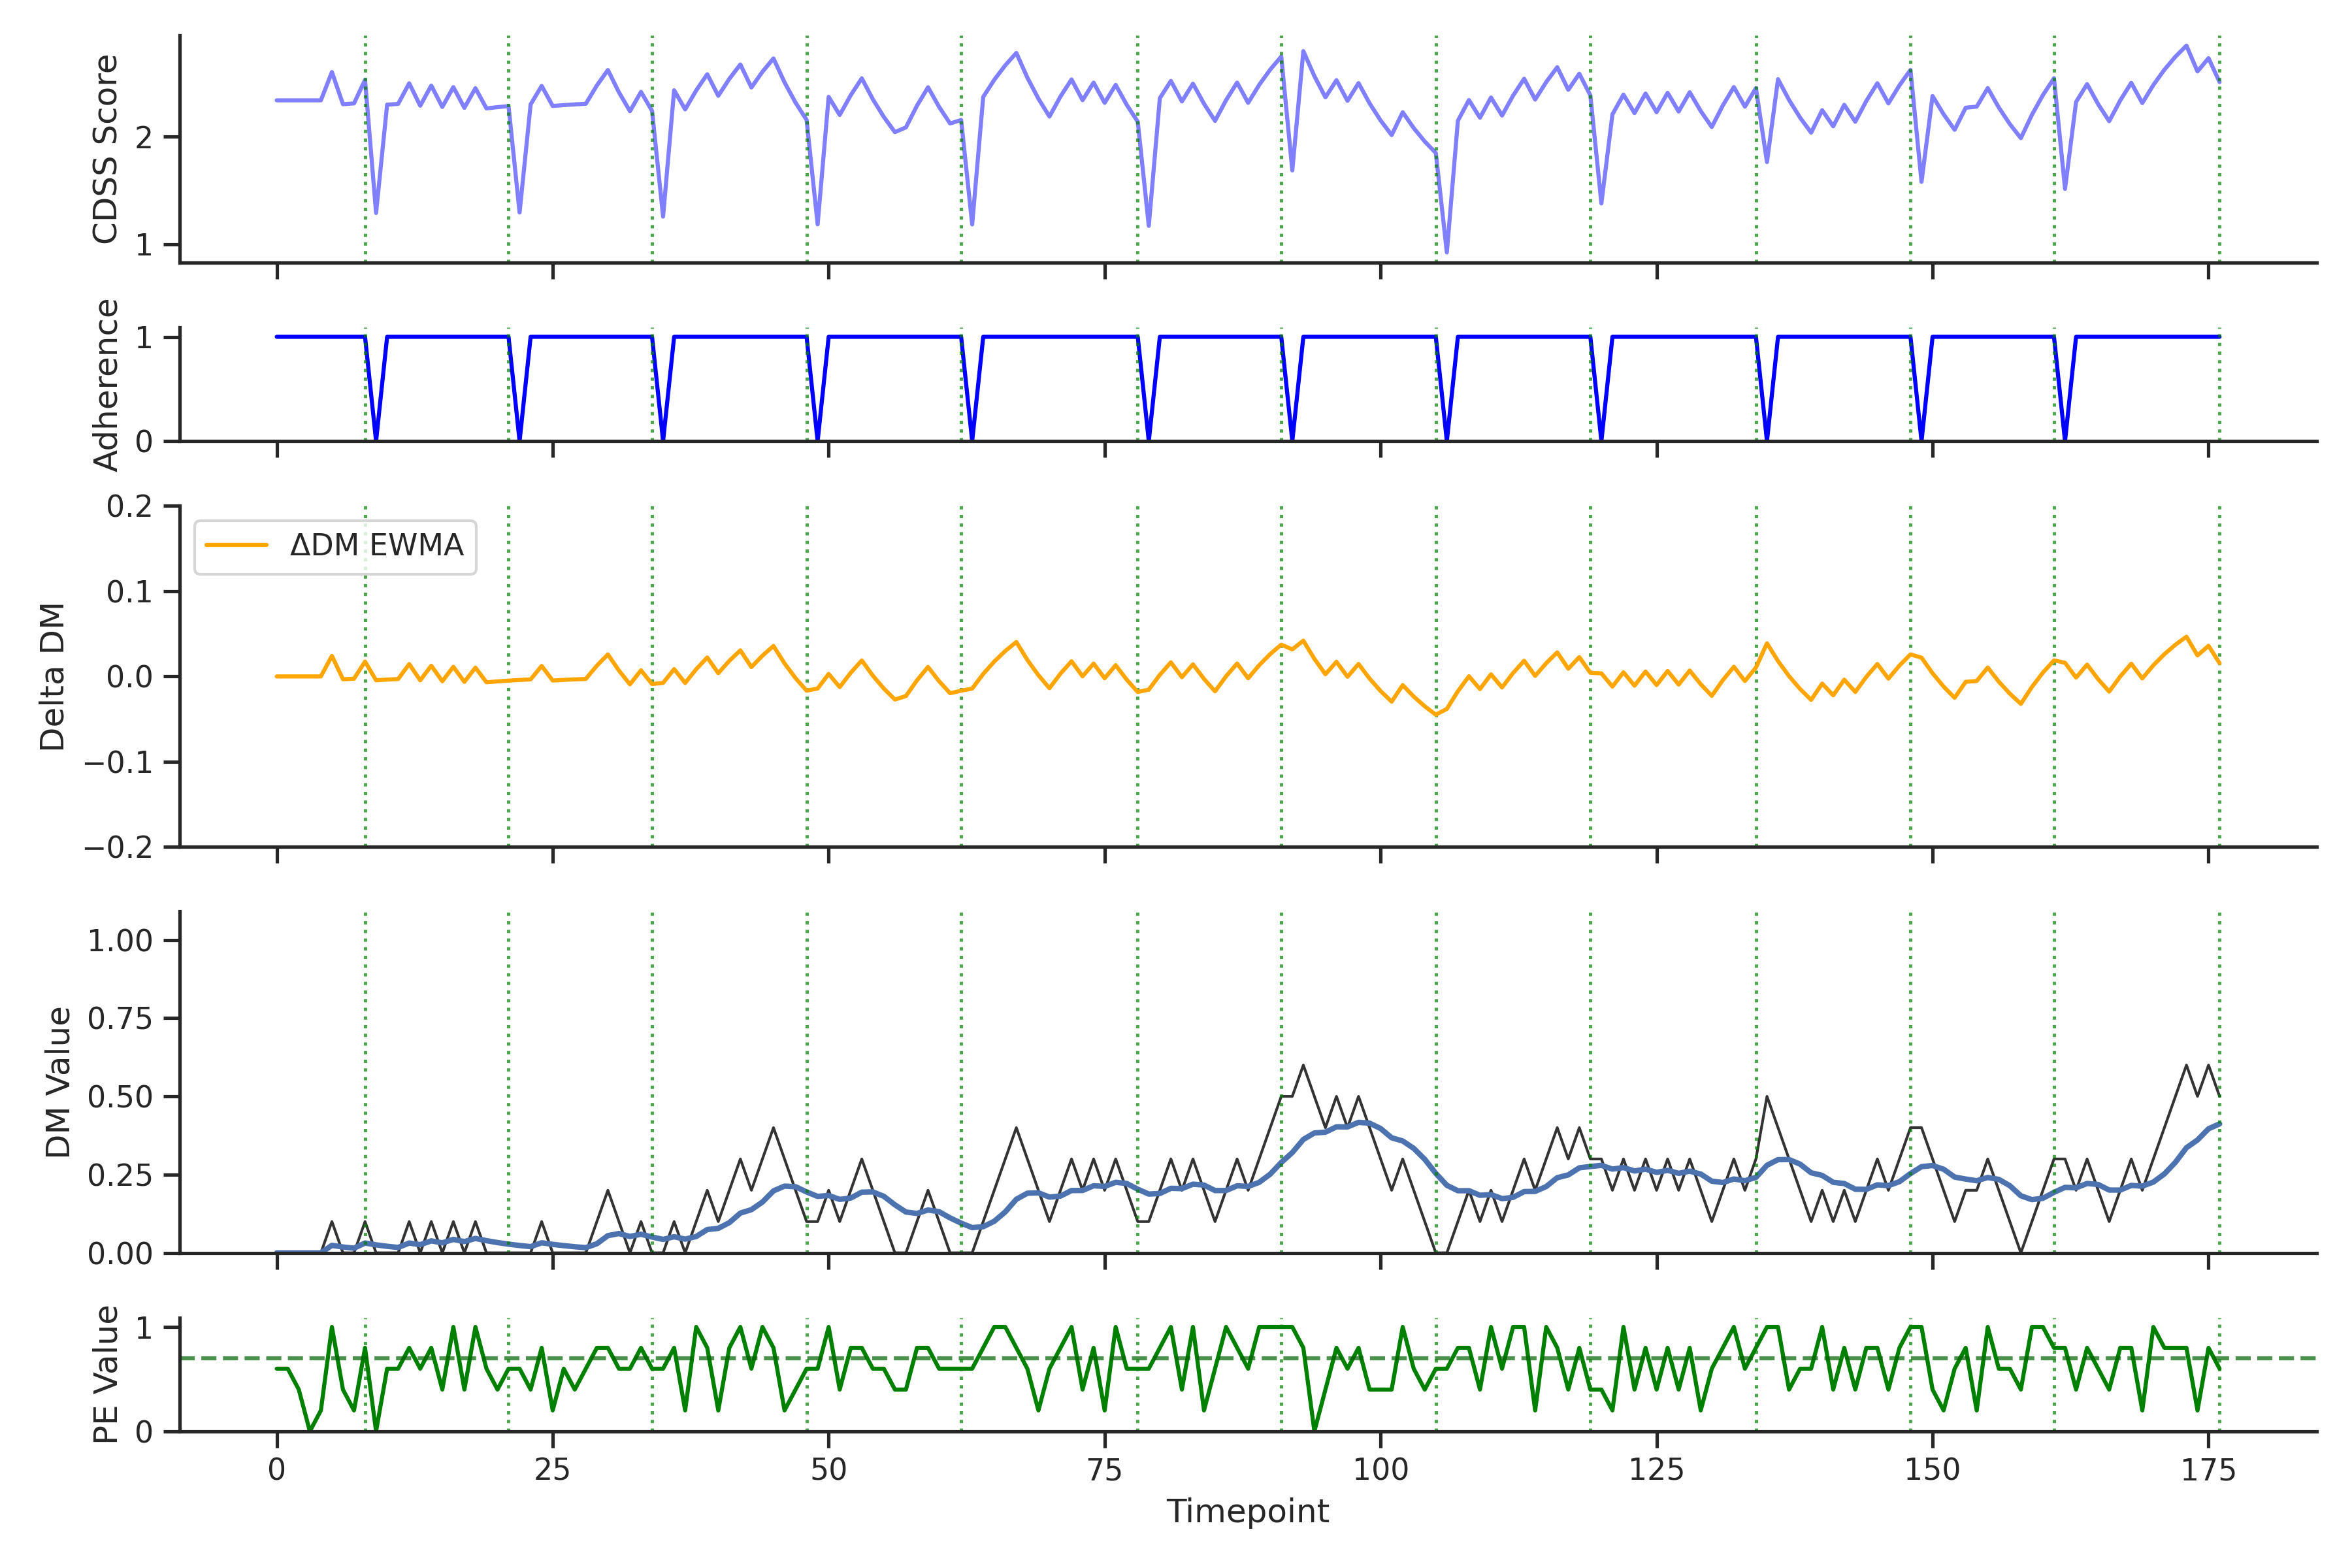 CDSS Score
2
1
Adherence
1
0
Delta DM
0.2
0.1
0.0
−0.1
−0.2
ΔDM EWMA
DM Value
1.00
0.75
0.50
0.25
0.00
PE Value
1
0
0 25 50 75 100 125 150 175
Timepoint